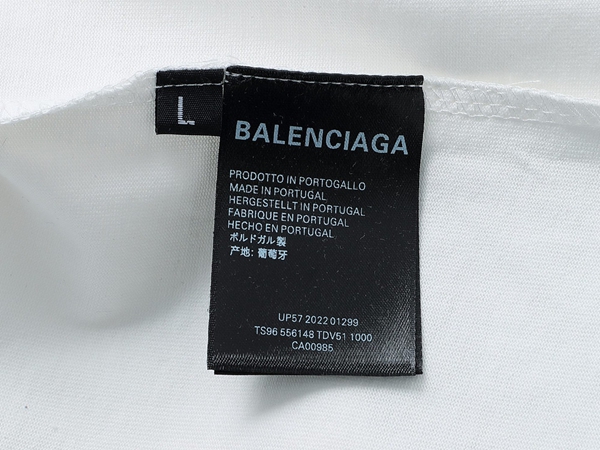 L
BALENCIAGA
PRODOTTO IN PORTOGALLO
MADE IN PORTUGAL
HERGESTELLT IN PORTUGAL
FABRIQUE EN PORTUGAL
HECHO EN PORTUGAL
ポルドガル製
产地: 葡萄牙
UP57 2022 01299
TS96 556148 TDV51 1000
CA00985